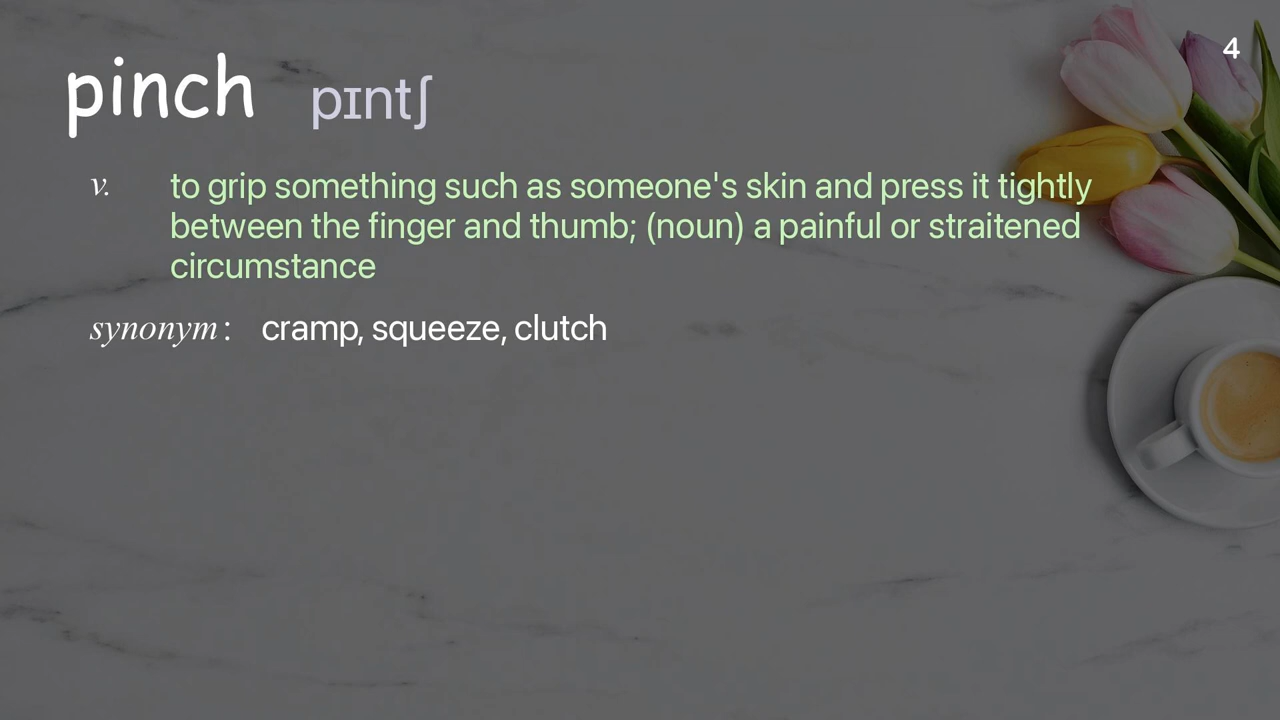 4
pinch pɪntʃ
v. to grip something such as someone's skin and press it tightly
between the finger and thumb; (noun) a painful or straitened
circumstance
synonym: cramp, squeeze, clutch